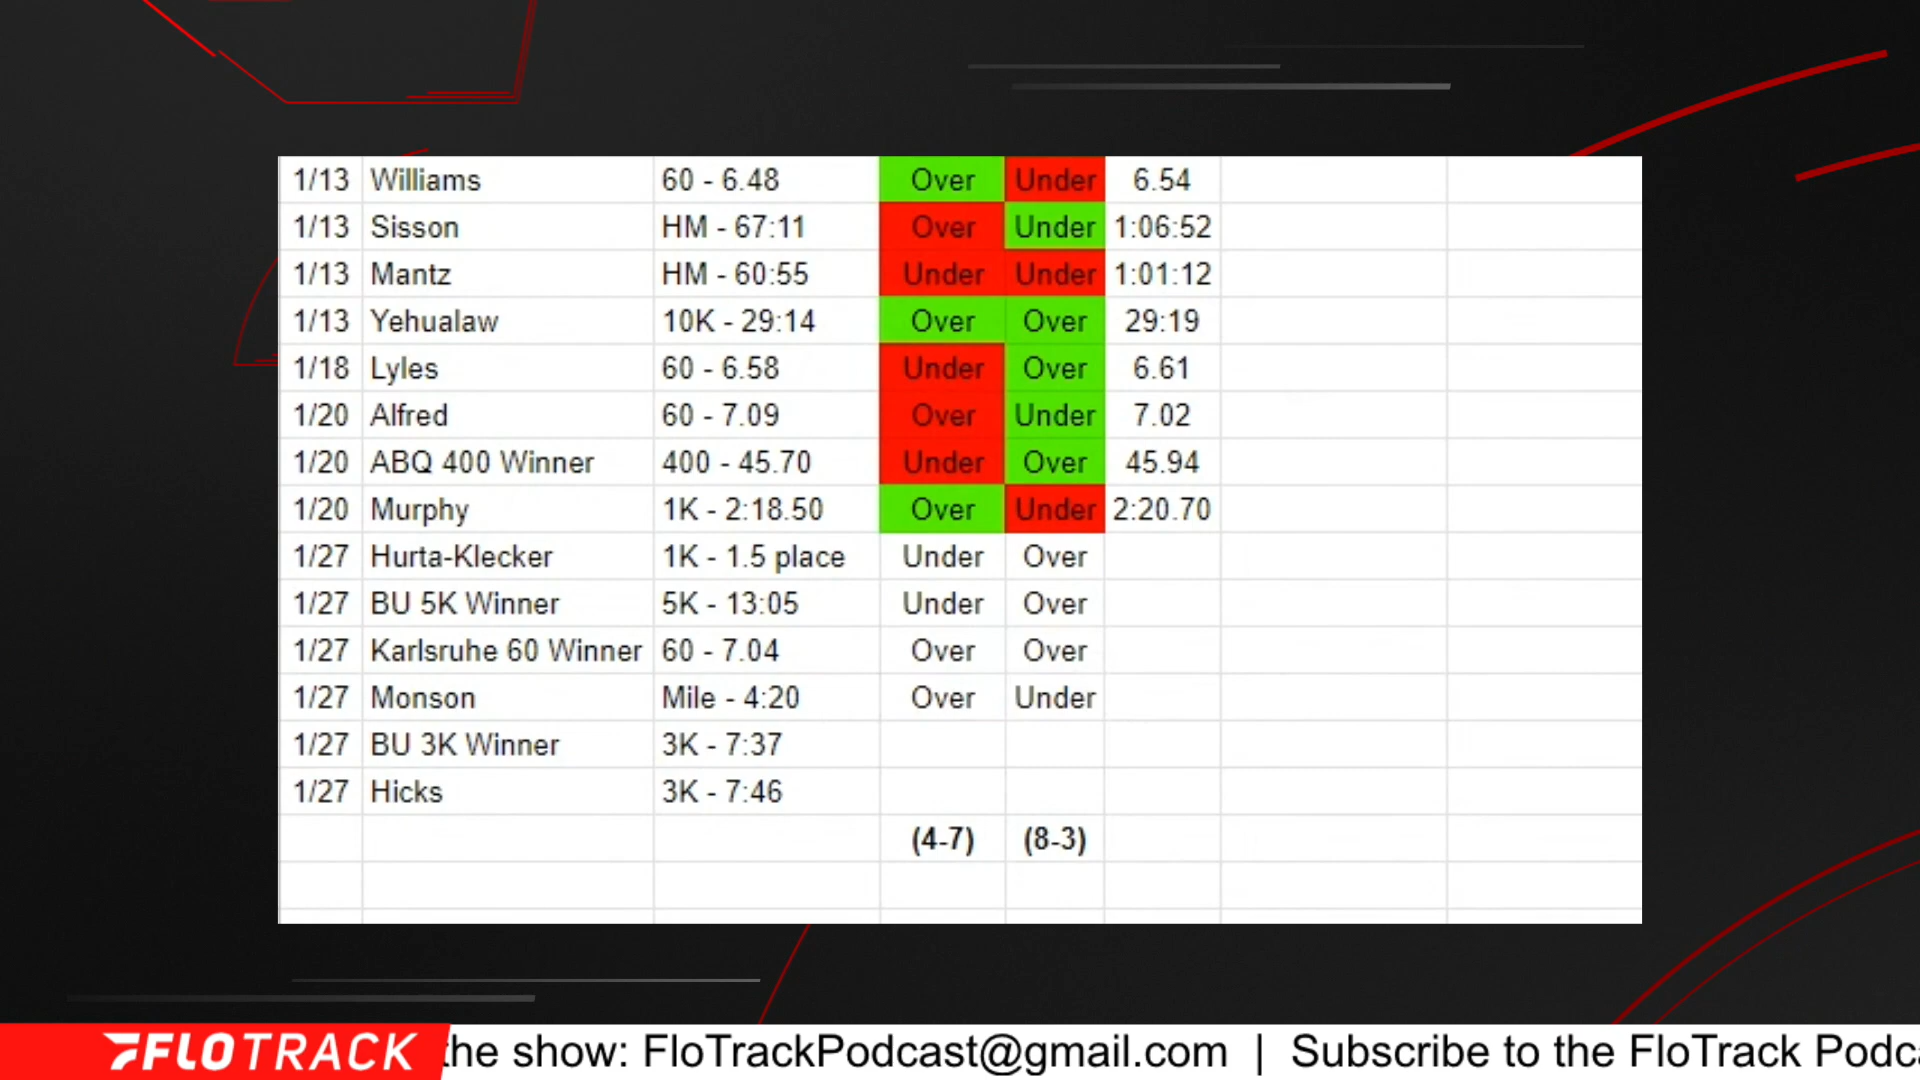 1/13 Williams 60 - 6.48 Over Under 6.54
1/13 Sisson HM - 67:11 Over Under 1:06:52
1/13 Mantz HM - 60:55 Under Under 1:01:12
1/13 Yehualaw 10K - 29:14 Over Over 29:19
1/18 Lyles 60 - 6.58 Under Over 6.61
1/20 Alfred 60 - 7.09 Over Under 7.02
1/20 ABQ 400 Winner 400 - 45.70 Under Over 45.94
1/20 Murphy 1K - 2:18.50 Over Under 2:20.70
1/27 Hurta-Klecker 1K - 1.5 place Under Over
1/27 BU 5K Winner 5K - 13:05 Under Over
1/27 Karlsruhe 60 Winner 60 - 7.04 Over Over
1/27 Monson Mile - 4:20 Over Under
1/27 BU 3K Winner 3K - 7:37
1/27 Hicks 3K - 7:46
(4-7) (8-3)
FLOTRACK the show: FloTrackPodcast@gmail.com | Subscribe to the FloTrack Podc